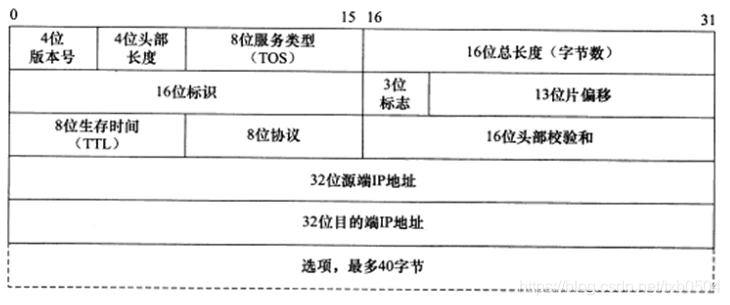 0 15 16 31
4位 4位头部 8位服务类型 16位总长度（字节数）
版本号 长度 （TOS）
16位标识 3位 13位片偏移
标志
8位生存时间 8位协议 16位头部校验和
（TTL）
32位源端IP地址
32位目的端IP地址
选项，最多40字节